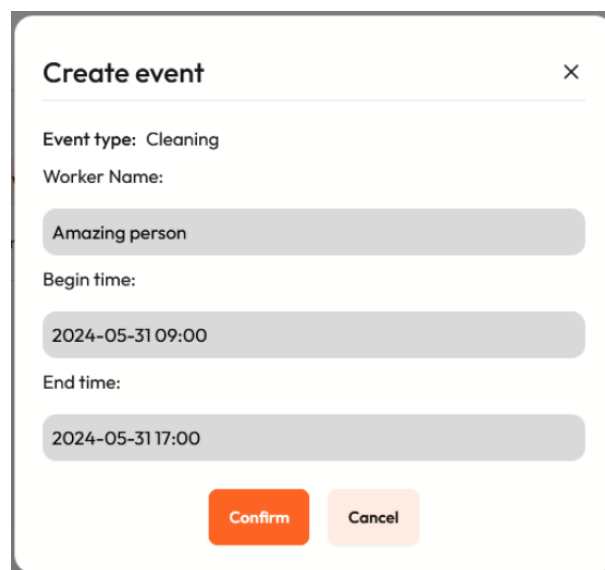 Create event
Event type: Cleaning
Worker Name:
Amazing person
Begin time:
2024-05-31 09:00
End time:
2024-05-31 17:00
Confirm Cancel